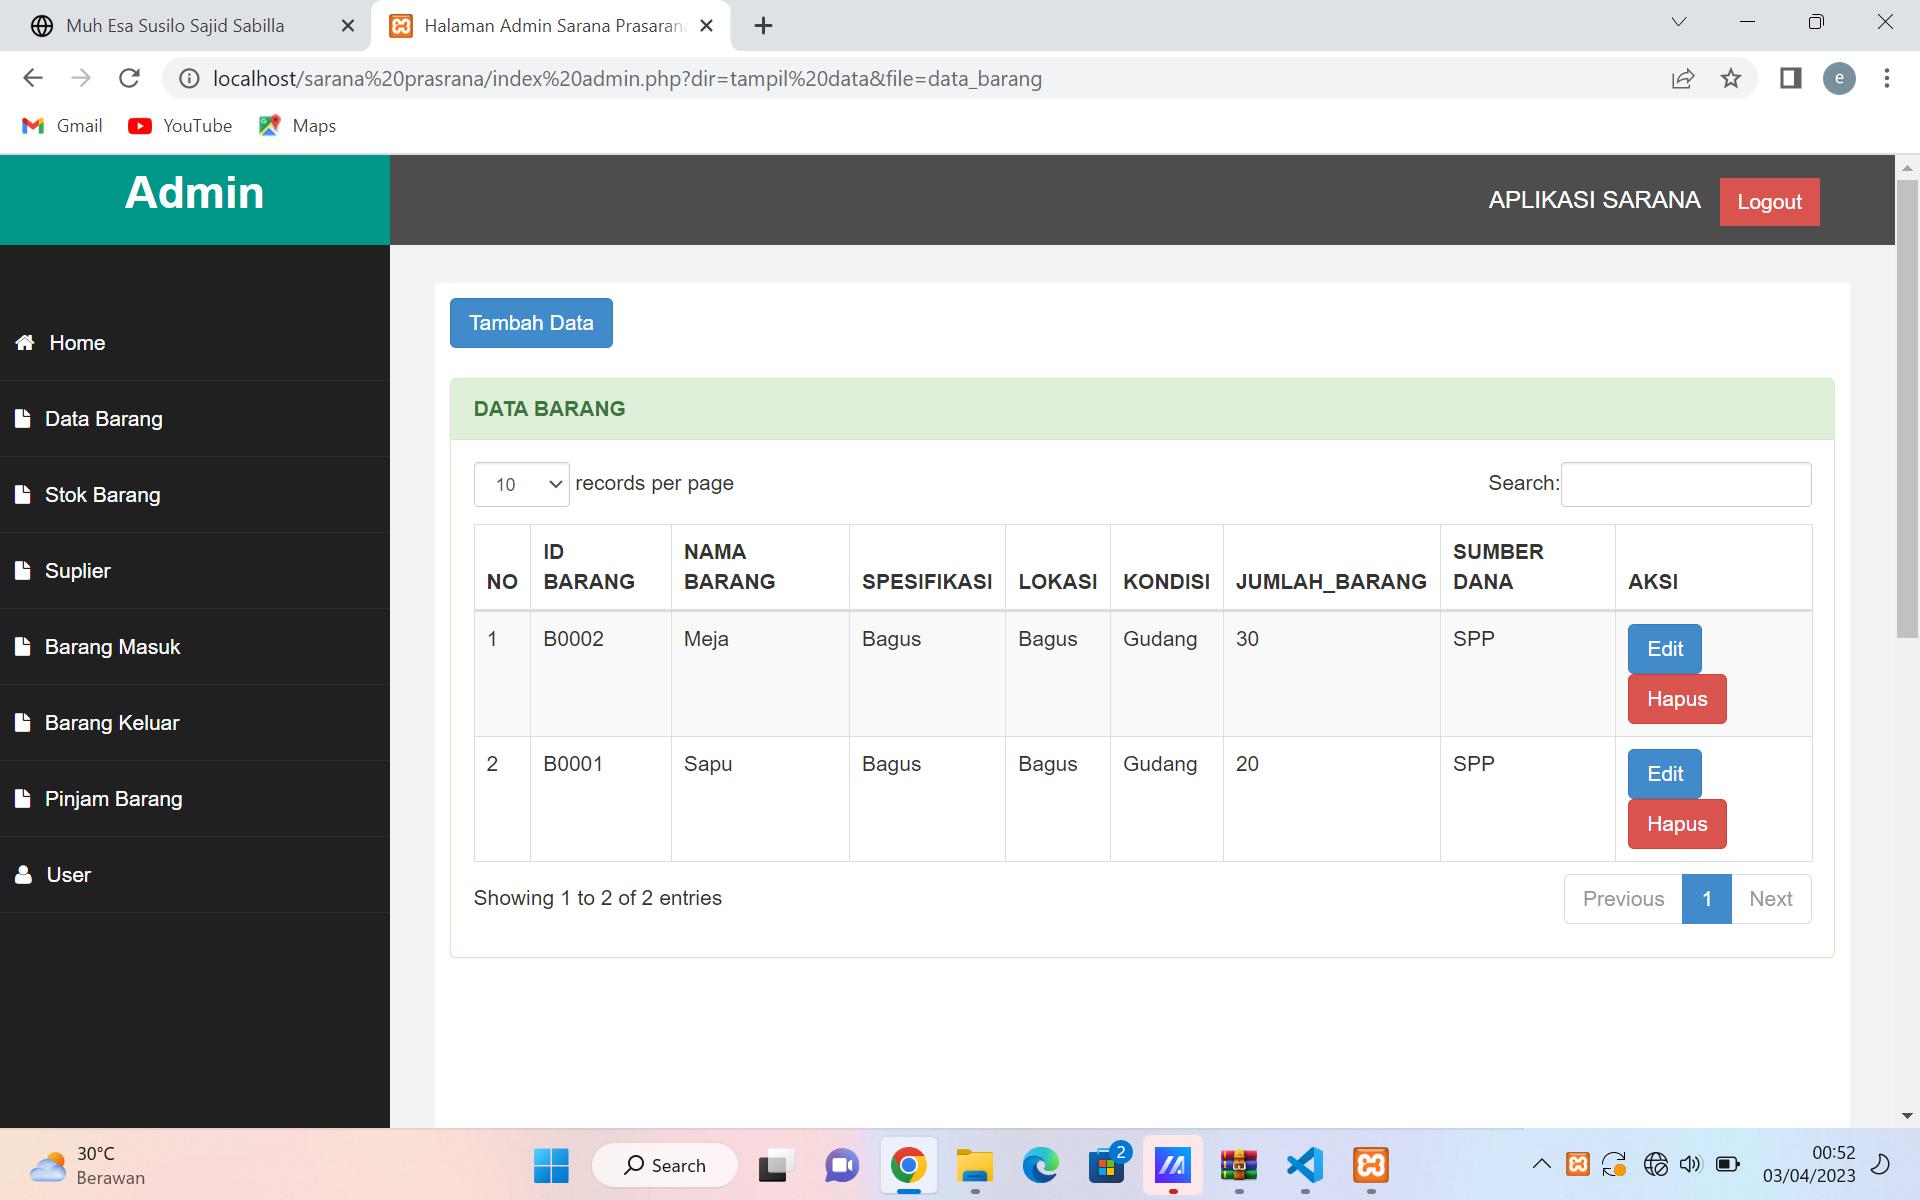 Muh Esa Susilo Sajid Sabilla
Halaman Admin Sarana Prasaran
localhost/sarana%20prasrana/index%20admin.php?dir=tampil%20data&file=data_barang
e
Gmail
YouTube
Maps
Admin
APLIKASI SARANA
Logout
Home
Data Barang
Stok Barang
Suplier
Barang Masuk
Barang Keluar
Pinjam Barang
User
Tambah Data
DATA BARANG
10 records per page
Search:
NO ID BARANG NAMA BARANG SPESIFIKASI LOKASI KONDISI JUMLAH_BARANG SUMBER DANA AKSI
1 B0002 Meja Bagus Bagus Gudang 30 SPP Edit
Hapus
2 B0001 Sapu Bagus Bagus Gudang 20 SPP Edit
Hapus
Showing 1 to 2 of 2 entries
Previous 1 Next
30°C
Berawan
Search
2
00:52
03/04/2023